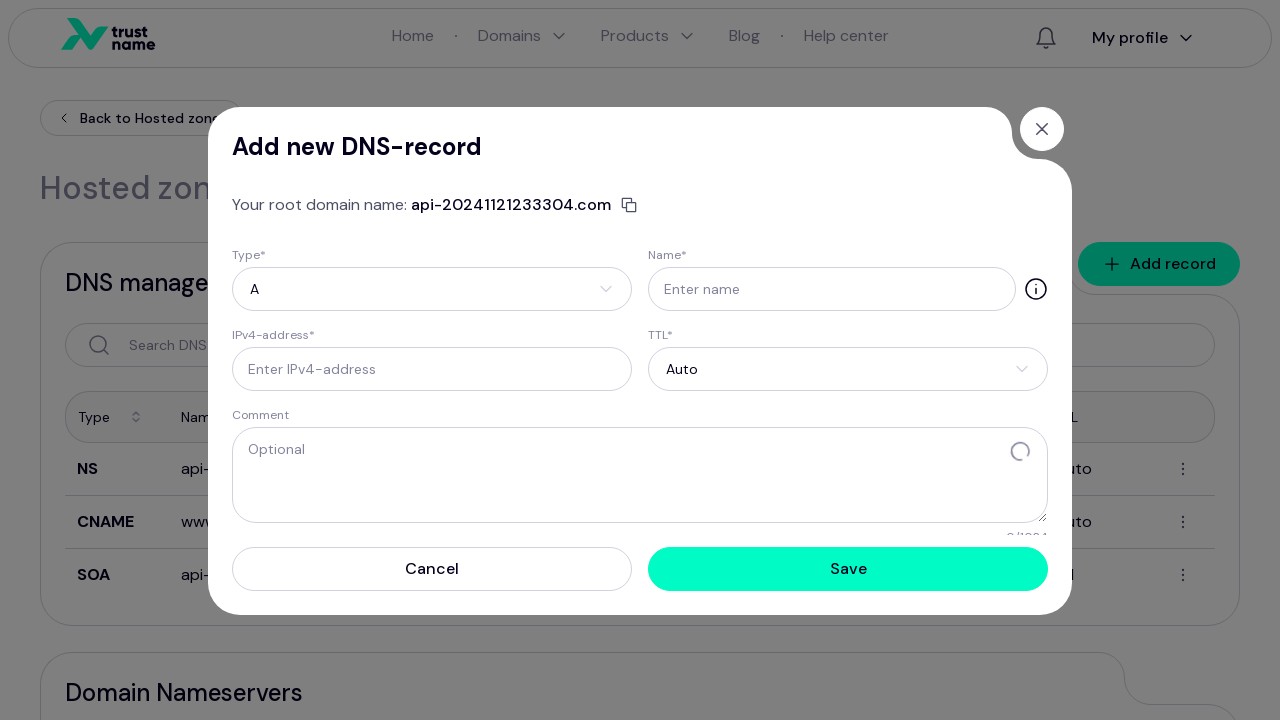 trust
name
Home · Domains Products Blog · Help center
My profile
Back to Hosted zon
Hosted zon
Add new DNS-record
Your root domain name: api-20241121233304.com
DNS manage
Add record
Type*
Name*
A
Enter name
IPv4-address*
TTL*
Search DNS
Enter IPv4-address
Auto
Comment
Optional
Type
Nam
L
NS
api-
uto
CNAME
www
uto
SOA
api-
Cancel
Save
Domain Nameservers